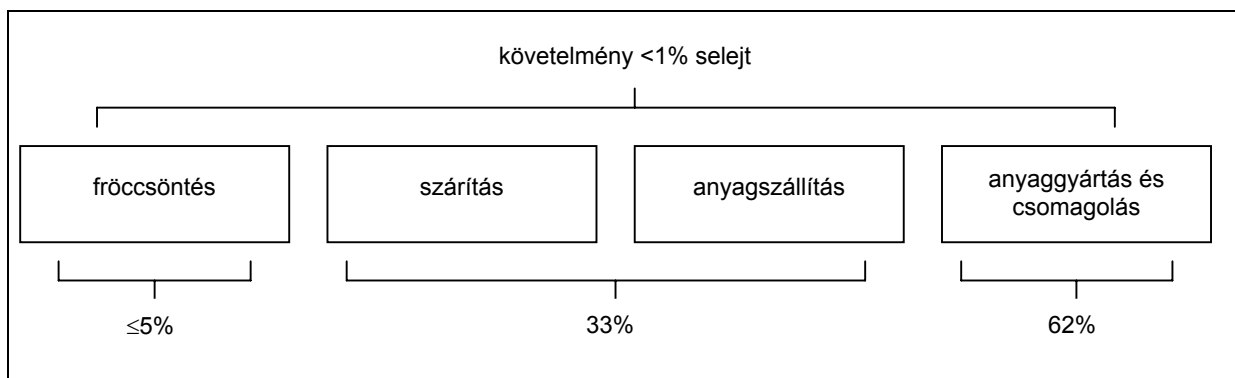 követelmény <1% selejt
fröccsöntés
szárítás
anyagszállítás
anyaggyártás és
csomagolás
≤5%
33%
62%